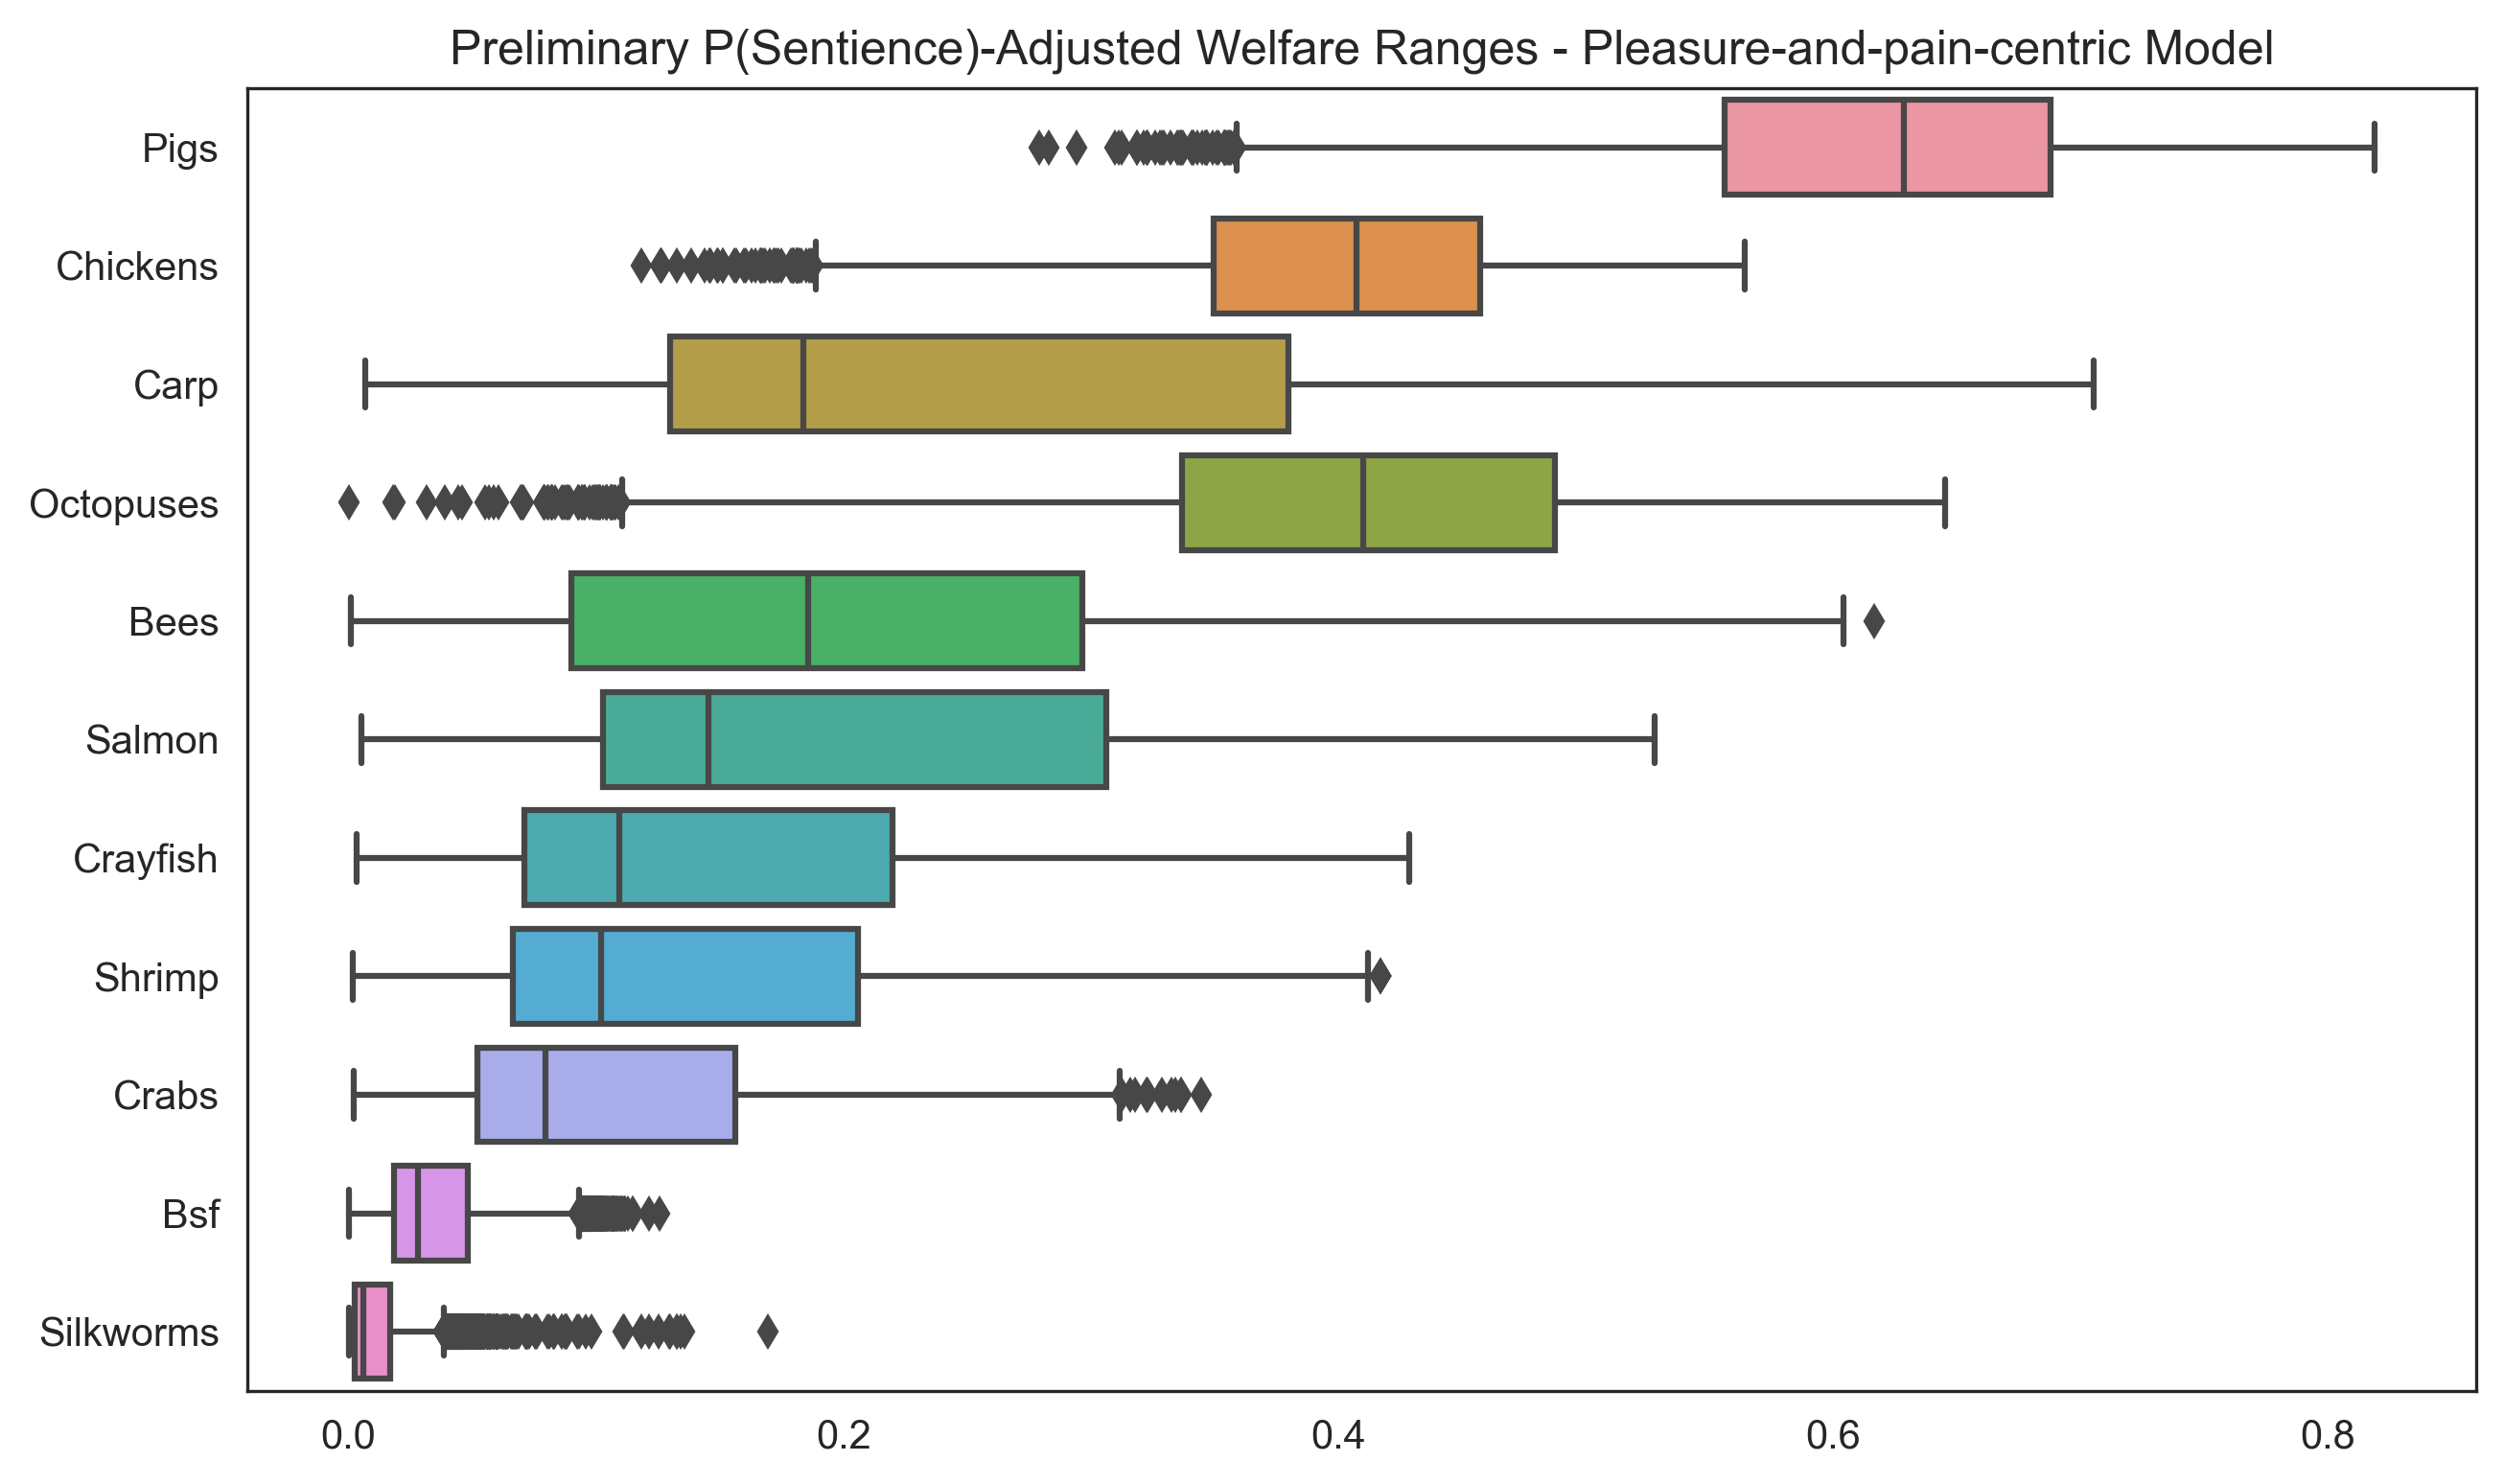 Preliminary P(Sentience)-Adjusted Welfare Ranges - Pleasure-and-pain-centric Model
Pigs
Chickens
Carp
Octopuses
Bees
Salmon
Crayfish
Shrimp
Crabs
Bsf
Silkworms
0.0 0.2 0.4 0.6 0.8